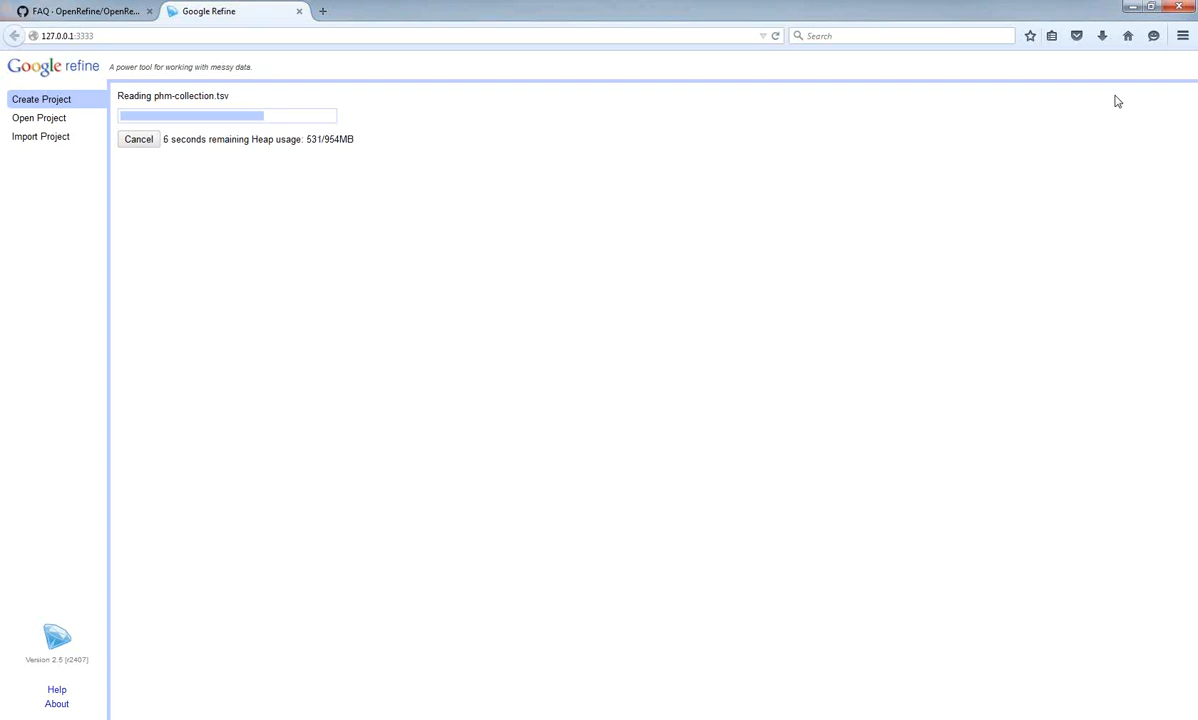 FAQ · OpenRefine/OpenRe...
Google Refine
127.0.0.1:3333
Search
Google refine
A power tool for working with messy data.
Create Project
Open Project
Import Project
Reading phm-collection.tsv
Cancel
6 seconds remaining Heap usage: 531/954MB
Version 2.5 [r2407]
Help
About